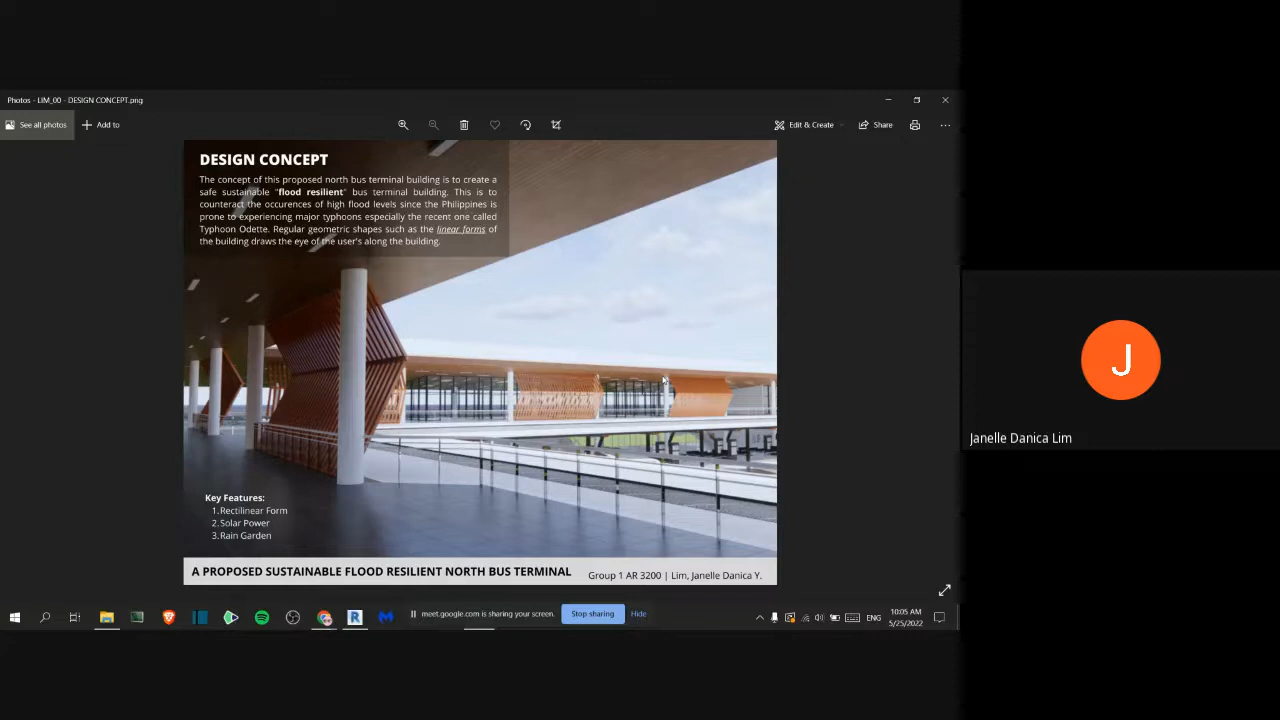 Photos - LIM_00 - DESIGN CONCEPT.png
See all photos
Add to
Edit & Create
Share
DESIGN CONCEPT
The concept of this proposed north bus terminal building is to create a
safe sustainable "flood resilient" bus terminal building. This is to
counteract the occurences of high flood levels since the Philippines is
prone to experiencing major typhoons especially the recent one called
Typhoon Odette. Regular geometric shapes such as the linear forms of
the building draws the eye of the user's along the building.
Key Features:
1.Rectilinear Form
2.Solar Power
3.Rain Garden
A PROPOSED SUSTAINABLE FLOOD RESILIENT NORTH BUS TERMINAL
Group 1 AR 3200 | Lim, Janelle Danica Y.
J
Janelle Danica Lim
meet.google.com is sharing your screen.
Stop sharing
Hide
ENG
10:05 AM
5/25/2022